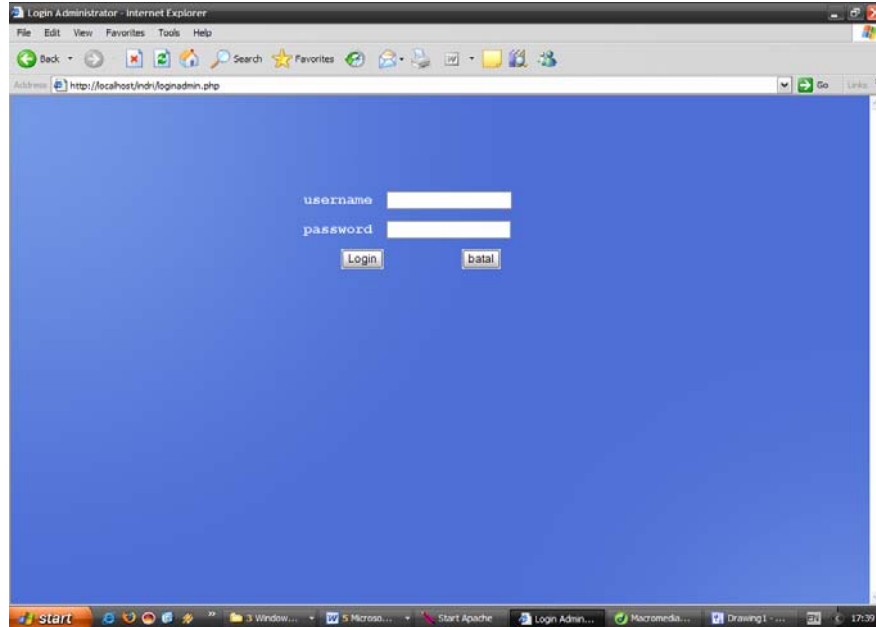 Login Administrator - Internet Explorer
File Edit View Favorites Tools Help
Back Search Favorites
Address http://localhost/indri/loginadmin.php Go Links
username
password
Login batal
start 3 Window... 5 Microso... Start Apache Login Admin... Macromedia... Drawing1 - ... EN 17:39